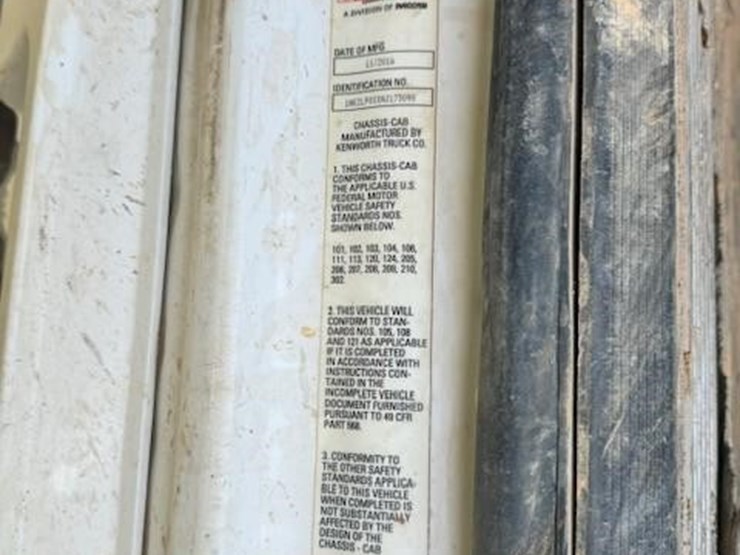 A DIVISION OF PACCAR
DATE OF MFG
11/2016
IDENTIFICATION NO.
CHASSIS-CAB
MANUFACTURED BY
KENWORTH TRUCK CO.
1. THIS CHASSIS-CAB
CONFORMS TO
THE APPLICABLE U.S.
FEDERAL MOTOR
VEHICLE SAFETY
STANDARDS NOS.
SHOWN BELOW.
101, 102, 103, 104, 106,
111, 113, 120, 124, 205,
206, 207, 208, 209, 210,
302
2. THIS VEHICLE WILL
CONFORM TO STAN-
DARDS NOS. 105, 108
AND 121 AS APPLICABLE
IF IT IS COMPLETED
IN ACCORDANCE WITH
INSTRUCTIONS CON-
TAINED IN THE
INCOMPLETE VEHICLE
DOCUMENT FURNISHED
PURSUANT TO 49 CFR
PART 568.
3. CONFORMITY TO
THE OTHER SAFETY
STANDARDS APPLICA-
BLE TO THIS VEHICLE
WHEN COMPLETED IS
NOT SUBSTANTIALLY
AFFECTED BY THE
DESIGN OF THE
CHASSIS - CAB